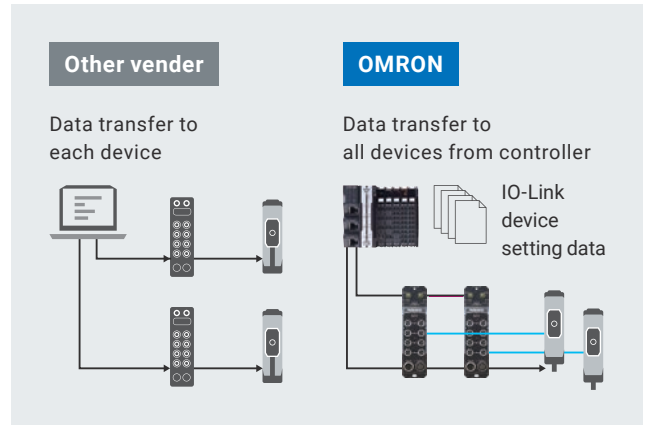 Other vender
Data transfer to
each device
OMRON
Data transfer to
all devices from controller
IO-Link
device
setting data